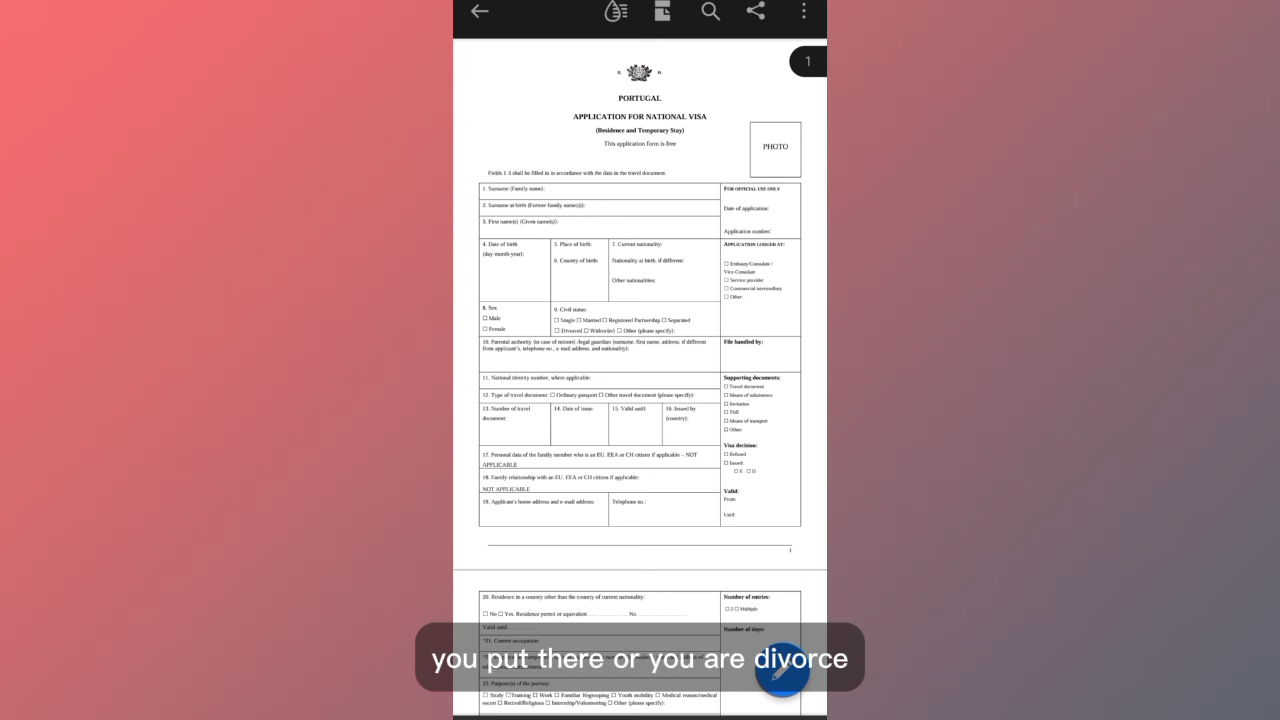 1
PORTUGAL
APPLICATION FOR NATIONAL VISA
(Residence and Temporary Stay)
This application form is free
PHOTO
Fields 1-3 shall be filled in in accordance with the data in the travel document.
1. Surname (Family name):
2. Surname at birth (Former family name(s)):
3. First name(s) (Given name(s)):
FOR OFFICIAL USE ONLY
Date of application:
Application number:
4. Date of birth
(day-month-year):
5. Place of birth:
6. Country of birth:
7. Current nationality:
Nationality at birth, if different:
Other nationalities:
APPLICATION LODGED AT:
☐ Embassy/Consulate /
Vice-Consulate
☐ Service provider
☐ Commercial intermediary
☐ Other:
8. Sex
☐ Male
☐ Female
9. Civil status:
☐ Single ☐ Married ☐ Registered Partnership ☐ Separated
☐ Divorced ☐ Widow(er) ☐ Other (please specify):
10. Parental authority (in case of minors) /legal guardian (surname, first name, address, if different
from applicant's, telephone no., e-mail address, and nationality):
File handled by:
11. National identity number, where applicable:
12. Type of travel document: ☐ Ordinary passport ☐ Other travel document (please specify):
13. Number of travel
document:
14. Date of issue:
15. Valid until:
16. Issued by
(country):
Supporting documents:
☐ Travel document
☐ Means of subsistence
☐ Invitation
☐ TMI
☐ Means of transport
☐ Other:
17. Personal data of the family member who is an EU, EEA or CH citizen if applicable – NOT
APPLICABLE
18. Family relationship with an EU, EEA or CH citizen if applicable:
NOT APPLICABLE
Visa decision:
☐ Refused
☐ Issued:
19. Applicant's home address and e-mail address:
Telephone no.:
Valid:
From:
Until:
1
20. Residence in a country other than the country of current nationality:
☐ No ☐ Yes. Residence permit or equivalent .................. No ..................
Valid until ............
Number of entries:
☐ 2 ☐ Multiple
Number of days:
*21. Current occupation:
23. Purpose(s) of the journey:
☐ Study ☐ Training ☐ Work ☐ Familiar Regrouping ☐ Youth mobility ☐ Medical reason/medical
escort ☐ Retired/Religious ☐ Internship/Volunteering ☐ Other (please specify):
you put there or you are divorce